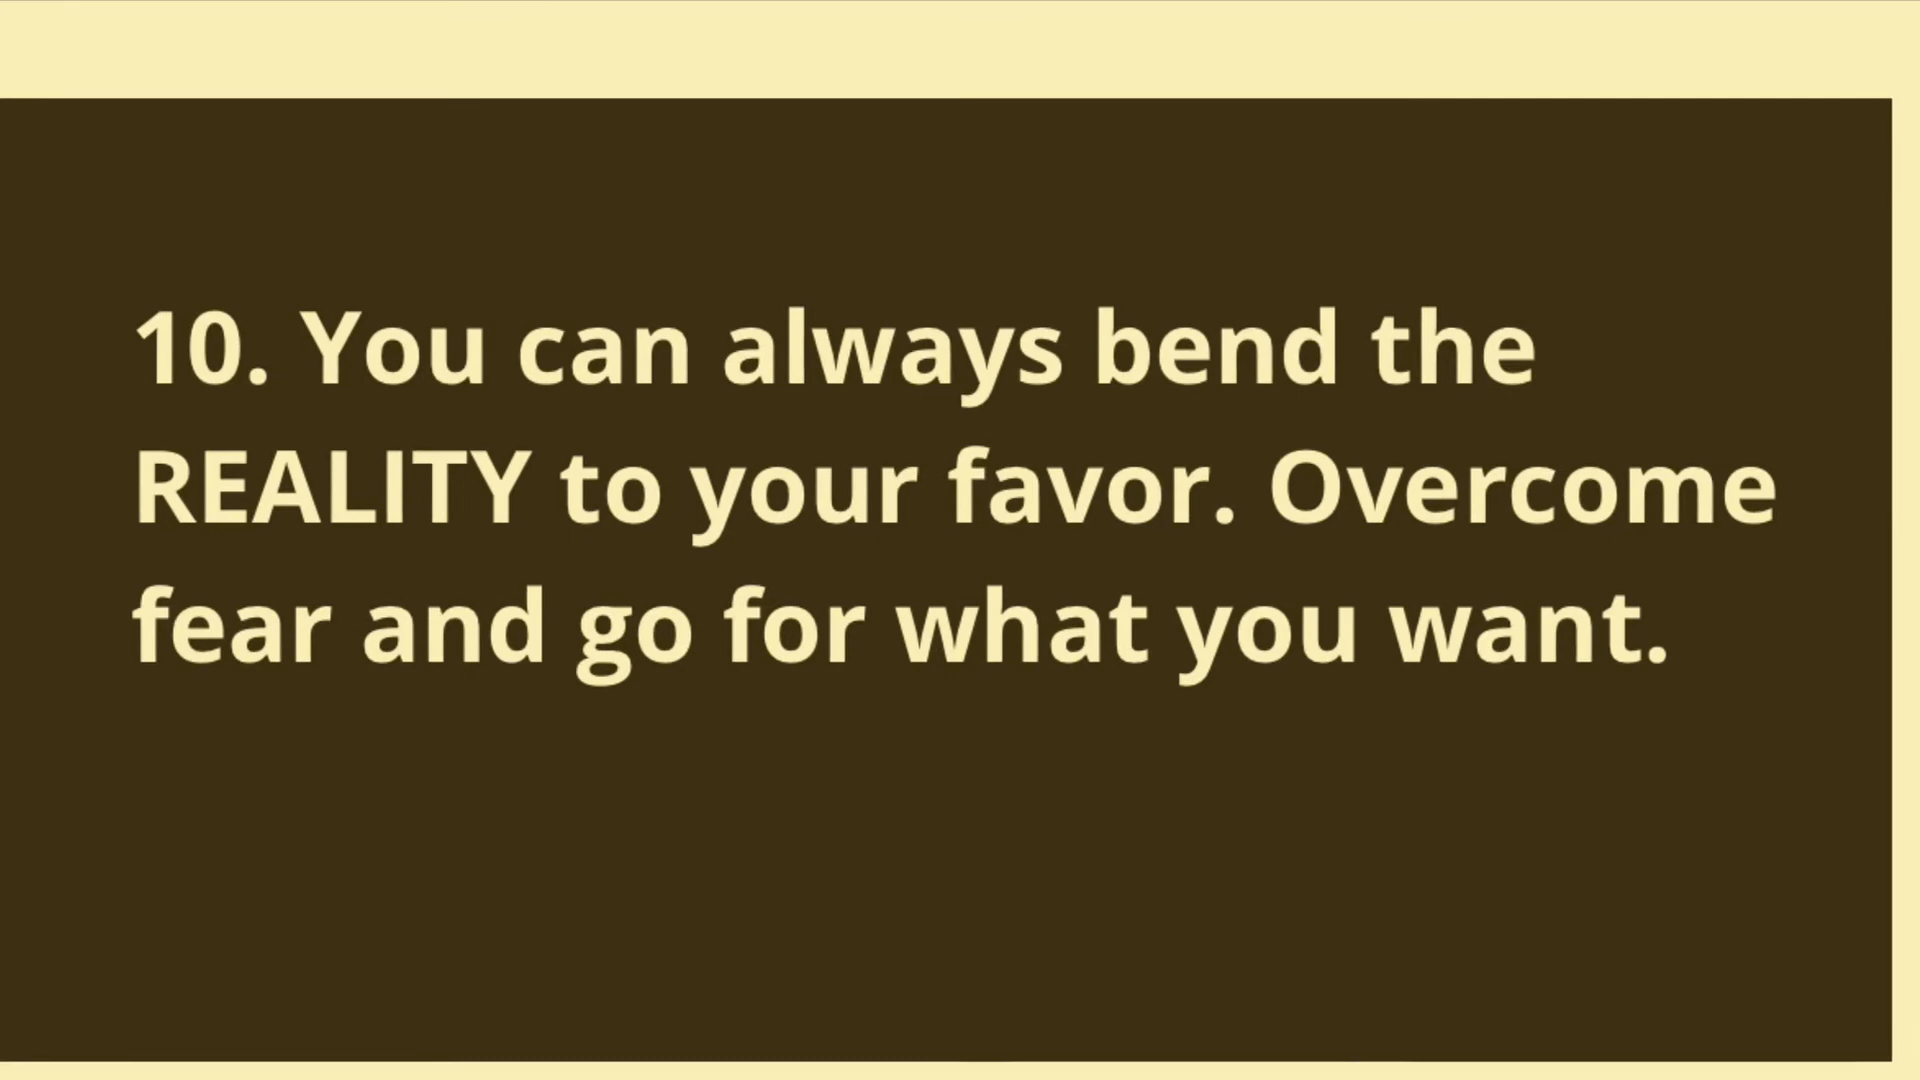 10. You can always bend the
REALITY to your favor. Overcome
fear and go for what you want.